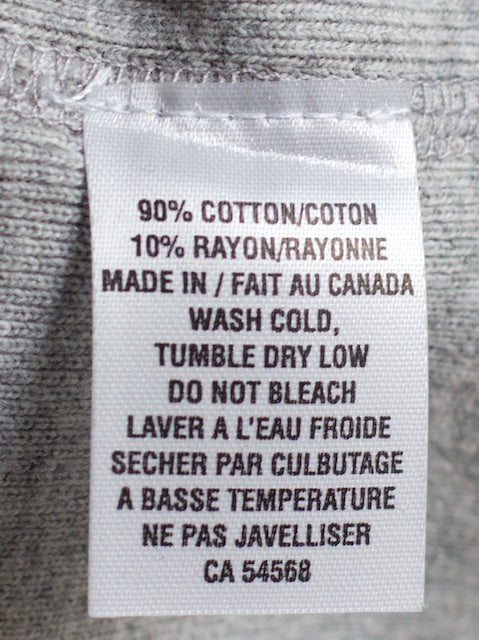 90% COTTON/COTON
10% RAYON/RAYONNE
MADE IN / FAIT AU CANADA
WASH COLD,
TUMBLE DRY LOW
DO NOT BLEACH
LAVER A L'EAU FROIDE
SECHER PAR CULBUTAGE
A BASSE TEMPERATURE
NE PAS JAVELLISER
CA 54568